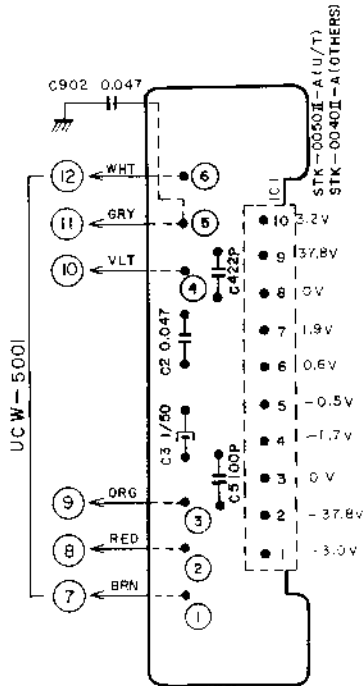 C902 0.047
STK-0050II-A(U/T)
STK-0040II-A(OTHERS)
IC1
12 WHT 6
11 GRY 5
10 VLT 4
UCW-5001
C4 22P
C2 0.047
C3 1/50
C5 100P
9 ORG 3
8 RED 2
7 BRN 1
10 3.2V
9 37.8V
8 0V
7 1.9V
6 0.6V
5 -0.5V
4 -1.7V
3 0V
2 -37.8V
1 -3.0V